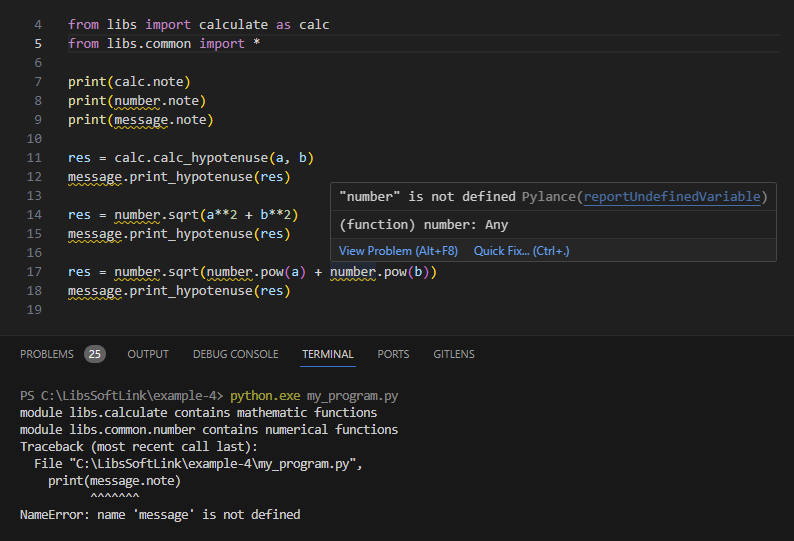 4 from libs import calculate as calc
5 from libs.common import *
6
7 print(calc.note)
8 print(number.note)
9 print(message.note)
10
11 res = calc.calc_hypotenuse(a, b)
12 message.print_hypotenuse(res)
13
"number" is not defined Pylance(reportUndefinedVariable)
14 res = number.sqrt(a**2 + b**2)
(function) number: Any
15 message.print_hypotenuse(res)
16
View Problem (Alt+F8) Quick Fix... (Ctrl+.)
17 res = number.sqrt(number.pow(a) + number.pow(b))
18 message.print_hypotenuse(res)
19
PROBLEMS 25 OUTPUT DEBUG CONSOLE TERMINAL PORTS GITLENS
PS C:\LibsSoftLink\example-4> python.exe my_program.py
module libs.calculate contains mathematic functions
module libs.common.number contains numerical functions
Traceback (most recent call last):
File "C:\LibsSoftLink\example-4\my_program.py",
print(message.note)
^^^^^^^
NameError: name 'message' is not defined